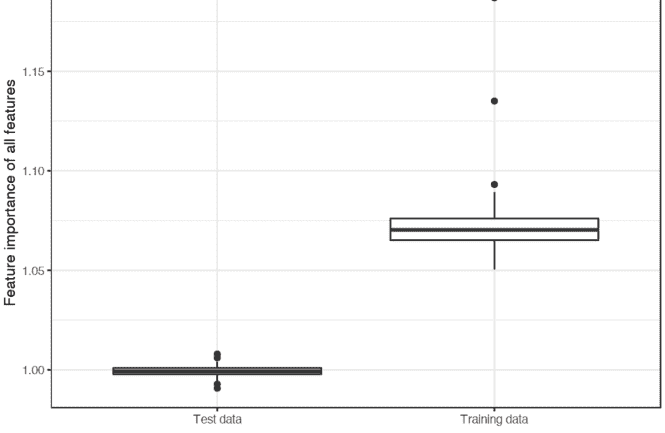 Feature importance of all features
1.15
1.10
1.05
1.00
Test data
Training data